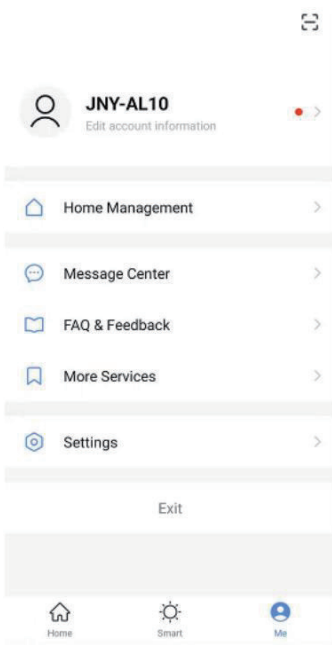 JNY-AL10
Edit account information
Home Management
Message Center
FAQ & Feedback
More Services
Settings
Exit
Home Smart Me